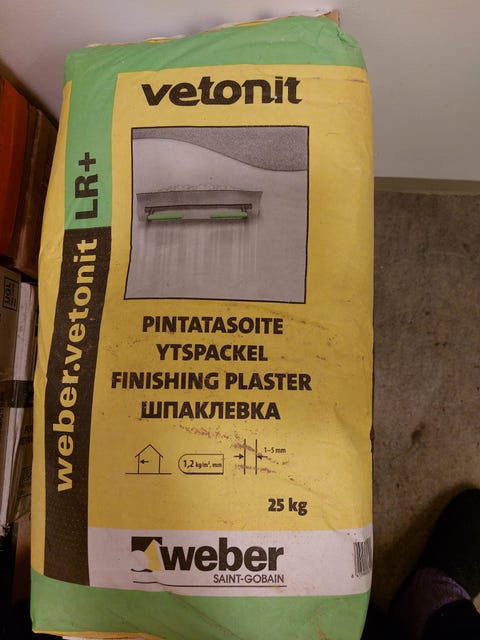 vetonit
weber.vetonit LR+
PINTATASOITE
YTSPACKEL
FINISHING PLASTER
ШПАКЛЕВКА
1,2 kg/m², mm
1-5 mm
25 kg
weber
SAINT-GOBAIN
UGL